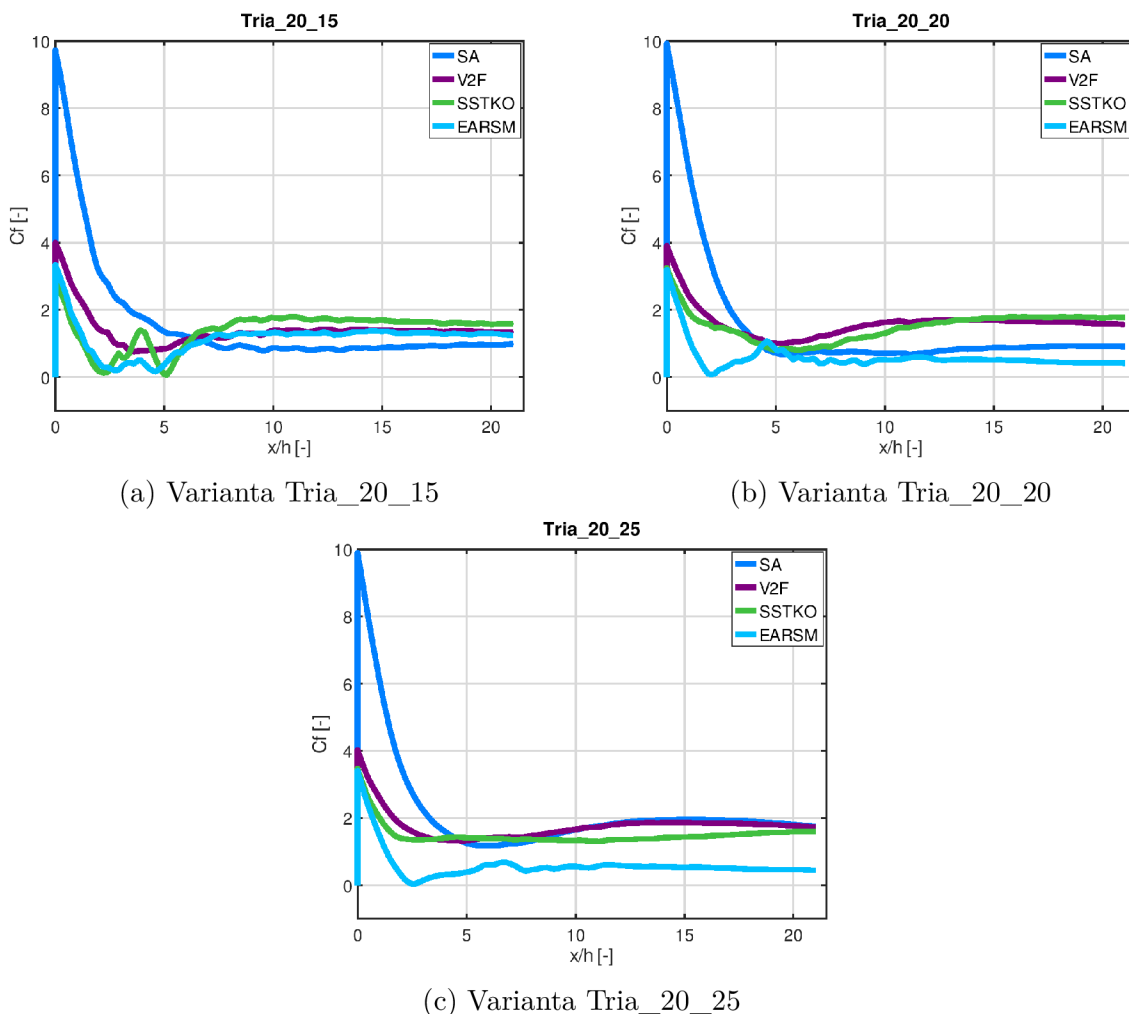 Tria_20_15
10
8
6
4
2
0
Cf [-]
0 5 10 15 20
x/h [-]
SA
V2F
SSTKO
EARSM
(a) Varianta Tria_20_15
Tria_20_20
10
8
6
4
2
0
Cf [-]
0 5 10 15 20
x/h [-]
SA
V2F
SSTKO
EARSM
(b) Varianta Tria_20_20
Tria_20_25
10
8
6
4
2
0
Cf [-]
0 5 10 15 20
x/h [-]
SA
V2F
SSTKO
EARSM
(c) Varianta Tria_20_25